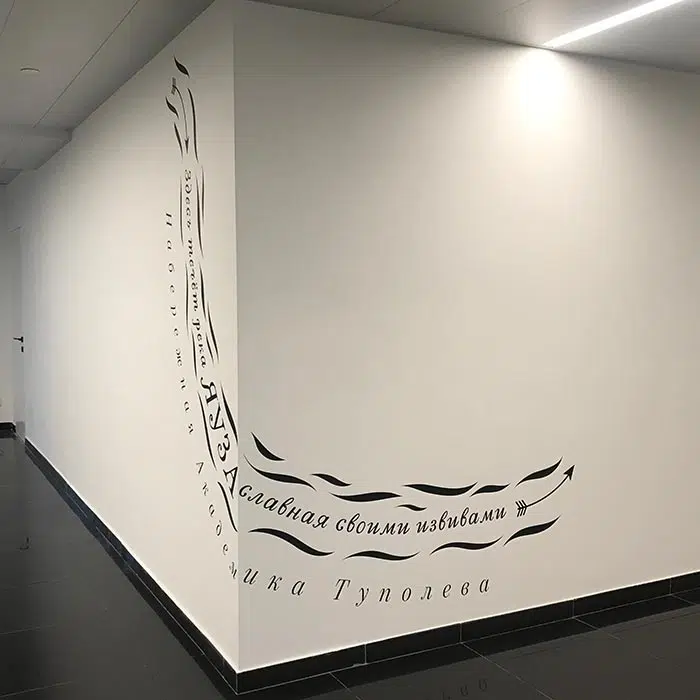 Здесь течёт река ЯУЗА славная своими извивами
Набережная Академика Туполева